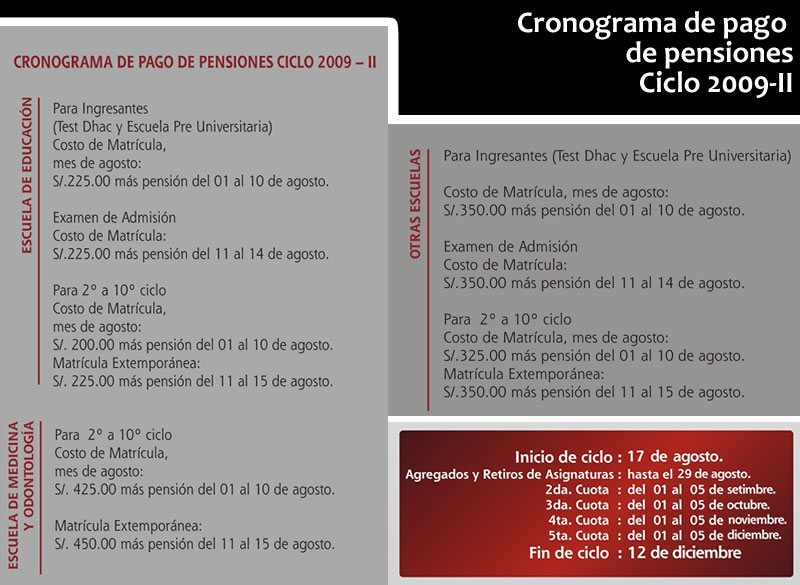 Cronograma de pago
de pensiones
Ciclo 2009-II
CRONOGRAMA DE PAGO DE PENSIONES CICLO 2009 – II
ESCUELA DE EDUCACIÓN
Para Ingresantes
(Test Dhac y Escuela Pre Universitaria)
Costo de Matrícula,
mes de agosto:
S/.225.00 más pensión del 01 al 10 de agosto.
Examen de Admisión
Costo de Matrícula:
S/.225.00 más pensión del 11 al 14 de agosto.
Para 2° a 10° ciclo
Costo de Matrícula,
mes de agosto:
S/. 200.00 más pensión del 01 al 10 de agosto.
Matrícula Extemporánea:
S/. 225.00 más pensión del 11 al 15 de agosto.
ESCUELA DE MEDICINA
Y ODONTOLOGÍA
Para 2° a 10° ciclo
Costo de Matrícula,
mes de agosto:
S/. 425.00 más pensión del 01 al 10 de agosto.
Matrícula Extemporánea:
S/. 450.00 más pensión del 11 al 15 de agosto.
OTRAS ESCUELAS
Para Ingresantes (Test Dhac y Escuela Pre Universitaria)
Costo de Matrícula, mes de agosto:
S/.350.00 más pensión del 01 al 10 de agosto.
Examen de Admisión
Costo de Matrícula:
S/.350.00 más pensión del 11 al 14 de agosto.
Para 2° a 10° ciclo
Costo de Matrícula, mes de agosto:
S/.325.00 más pensión del 01 al 10 de agosto.
Matrícula Extemporánea:
S/.350.00 más pensión del 11 al 15 de agosto.
Inicio de ciclo : 17 de agosto.
Agregados y Retiros de Asignaturas : hasta el 29 de agosto.
2da. Cuota : del 01 al 05 de setimbre.
3da. Cuota : del 01 al 05 de octubre.
4ta. Cuota : del 01 al 05 de noviembre.
5ta. Cuota : del 01 al 05 de diciembre.
Fin de ciclo : 12 de diciembre